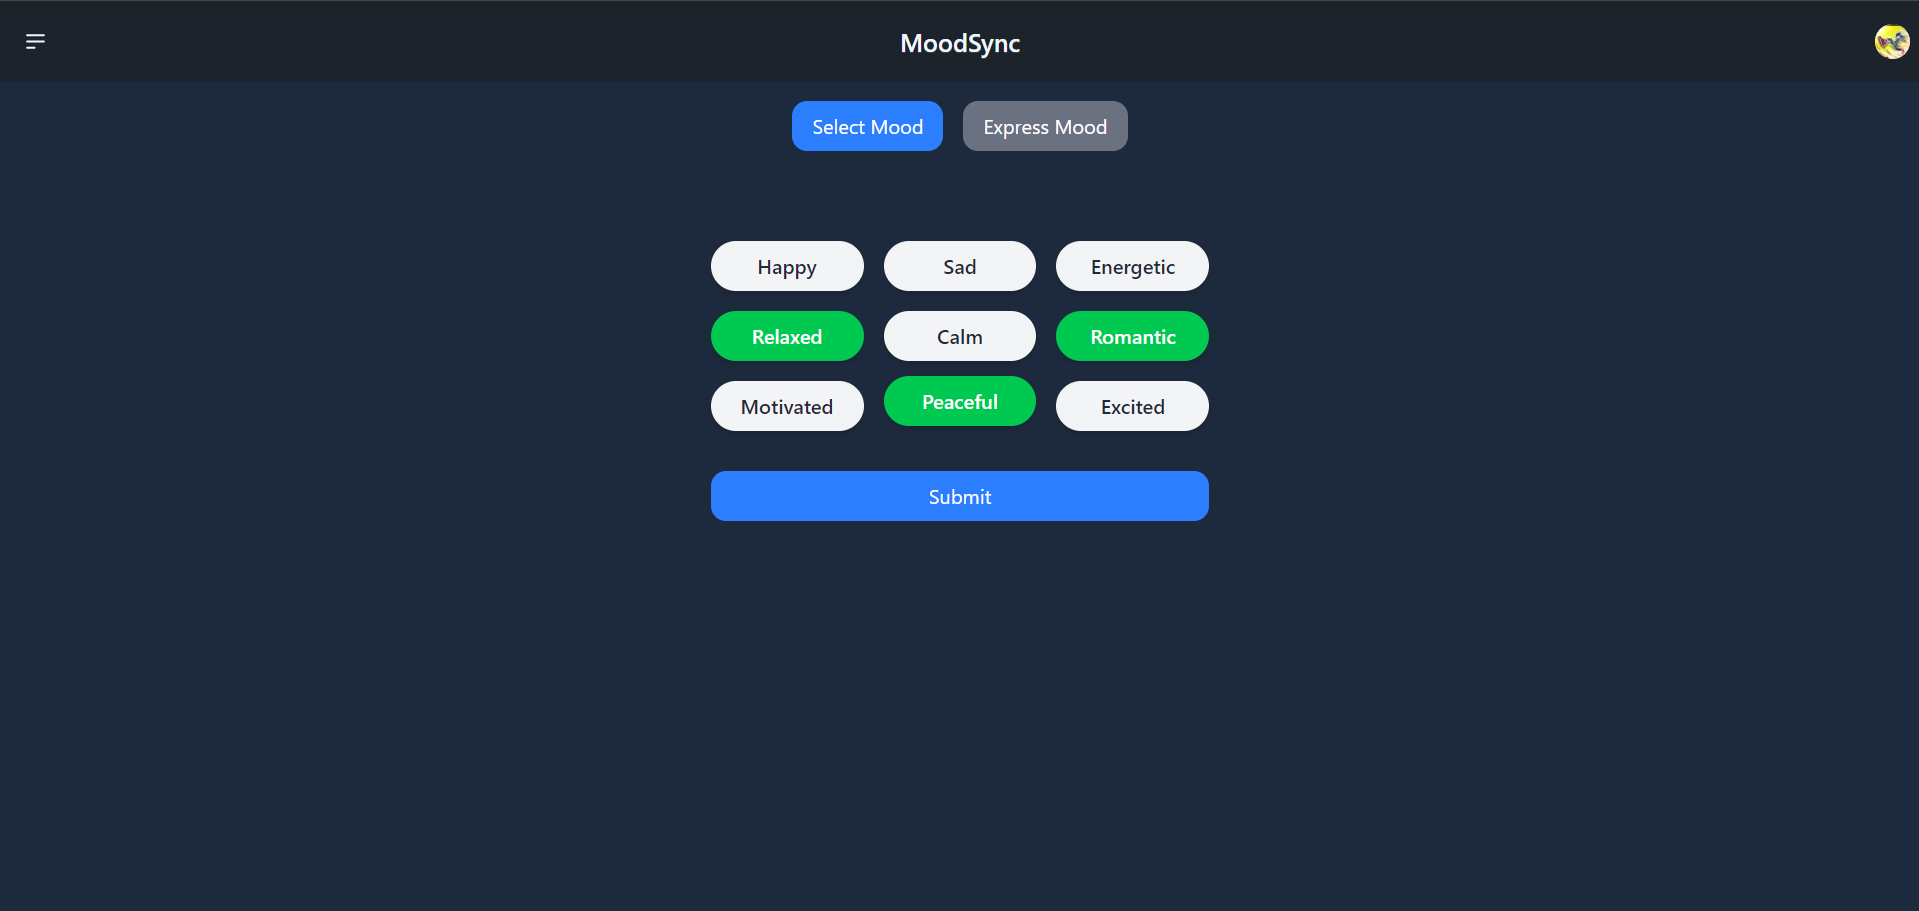 MoodSync
Select Mood Express Mood
Happy Sad Energetic
Relaxed Calm Romantic
Motivated Peaceful Excited
Submit